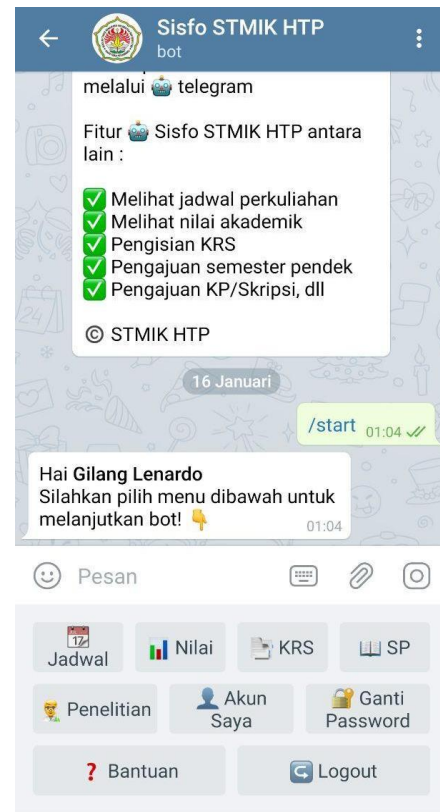 Sisfo STMIK HTP
bot
melalui 🤖 telegram
Fitur 🤖 Sisfo STMIK HTP antara
lain :
✅ Melihat jadwal perkuliahan
✅ Melihat nilai akademik
✅ Pengisian KRS
✅ Pengajuan semester pendek
✅ Pengajuan KP/Skripsi, dll
© STMIK HTP
16 Januari
/start 01:04
Hai Gilang Lenardo
Silahkan pilih menu dibawah untuk
melanjutkan bot! 👇 01:04
Pesan
Jadwal
Nilai
KRS
SP
Penelitian
Akun
Saya
Ganti
Password
❓ Bantuan
Logout